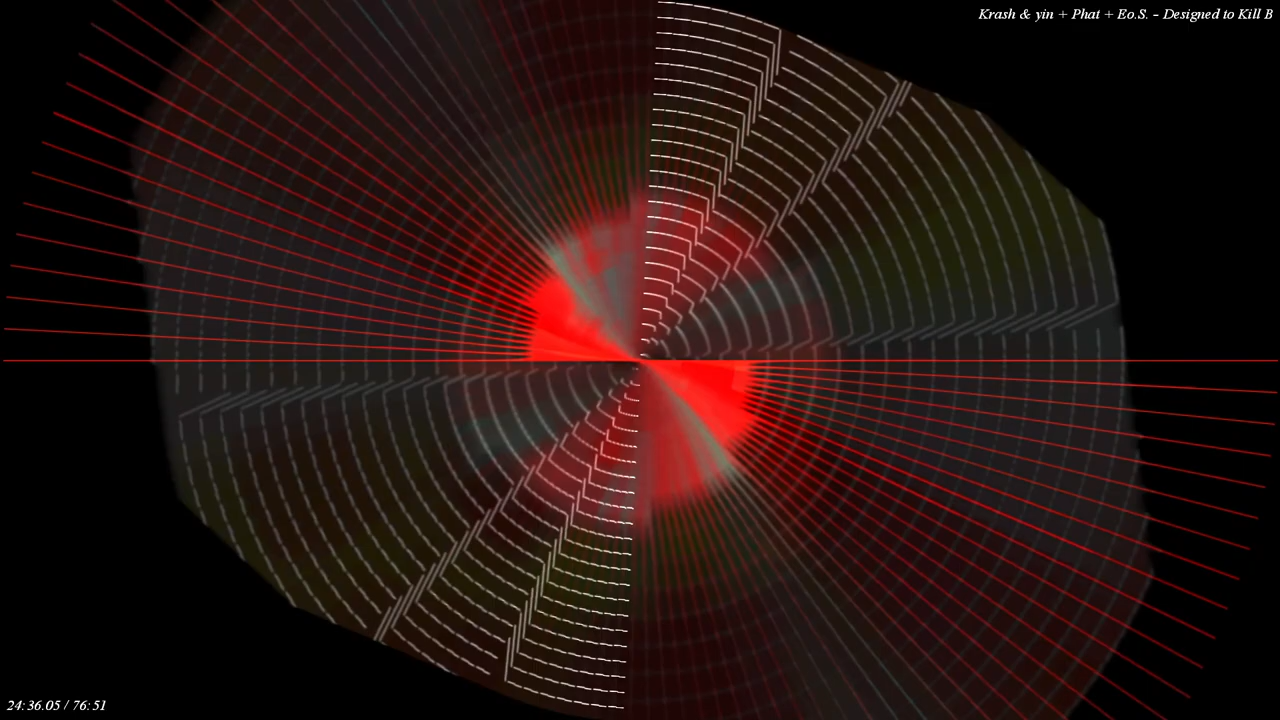 Krash & yin + Phat + Eo.S. - Designed to Kill B
24:36.05 / 76:51